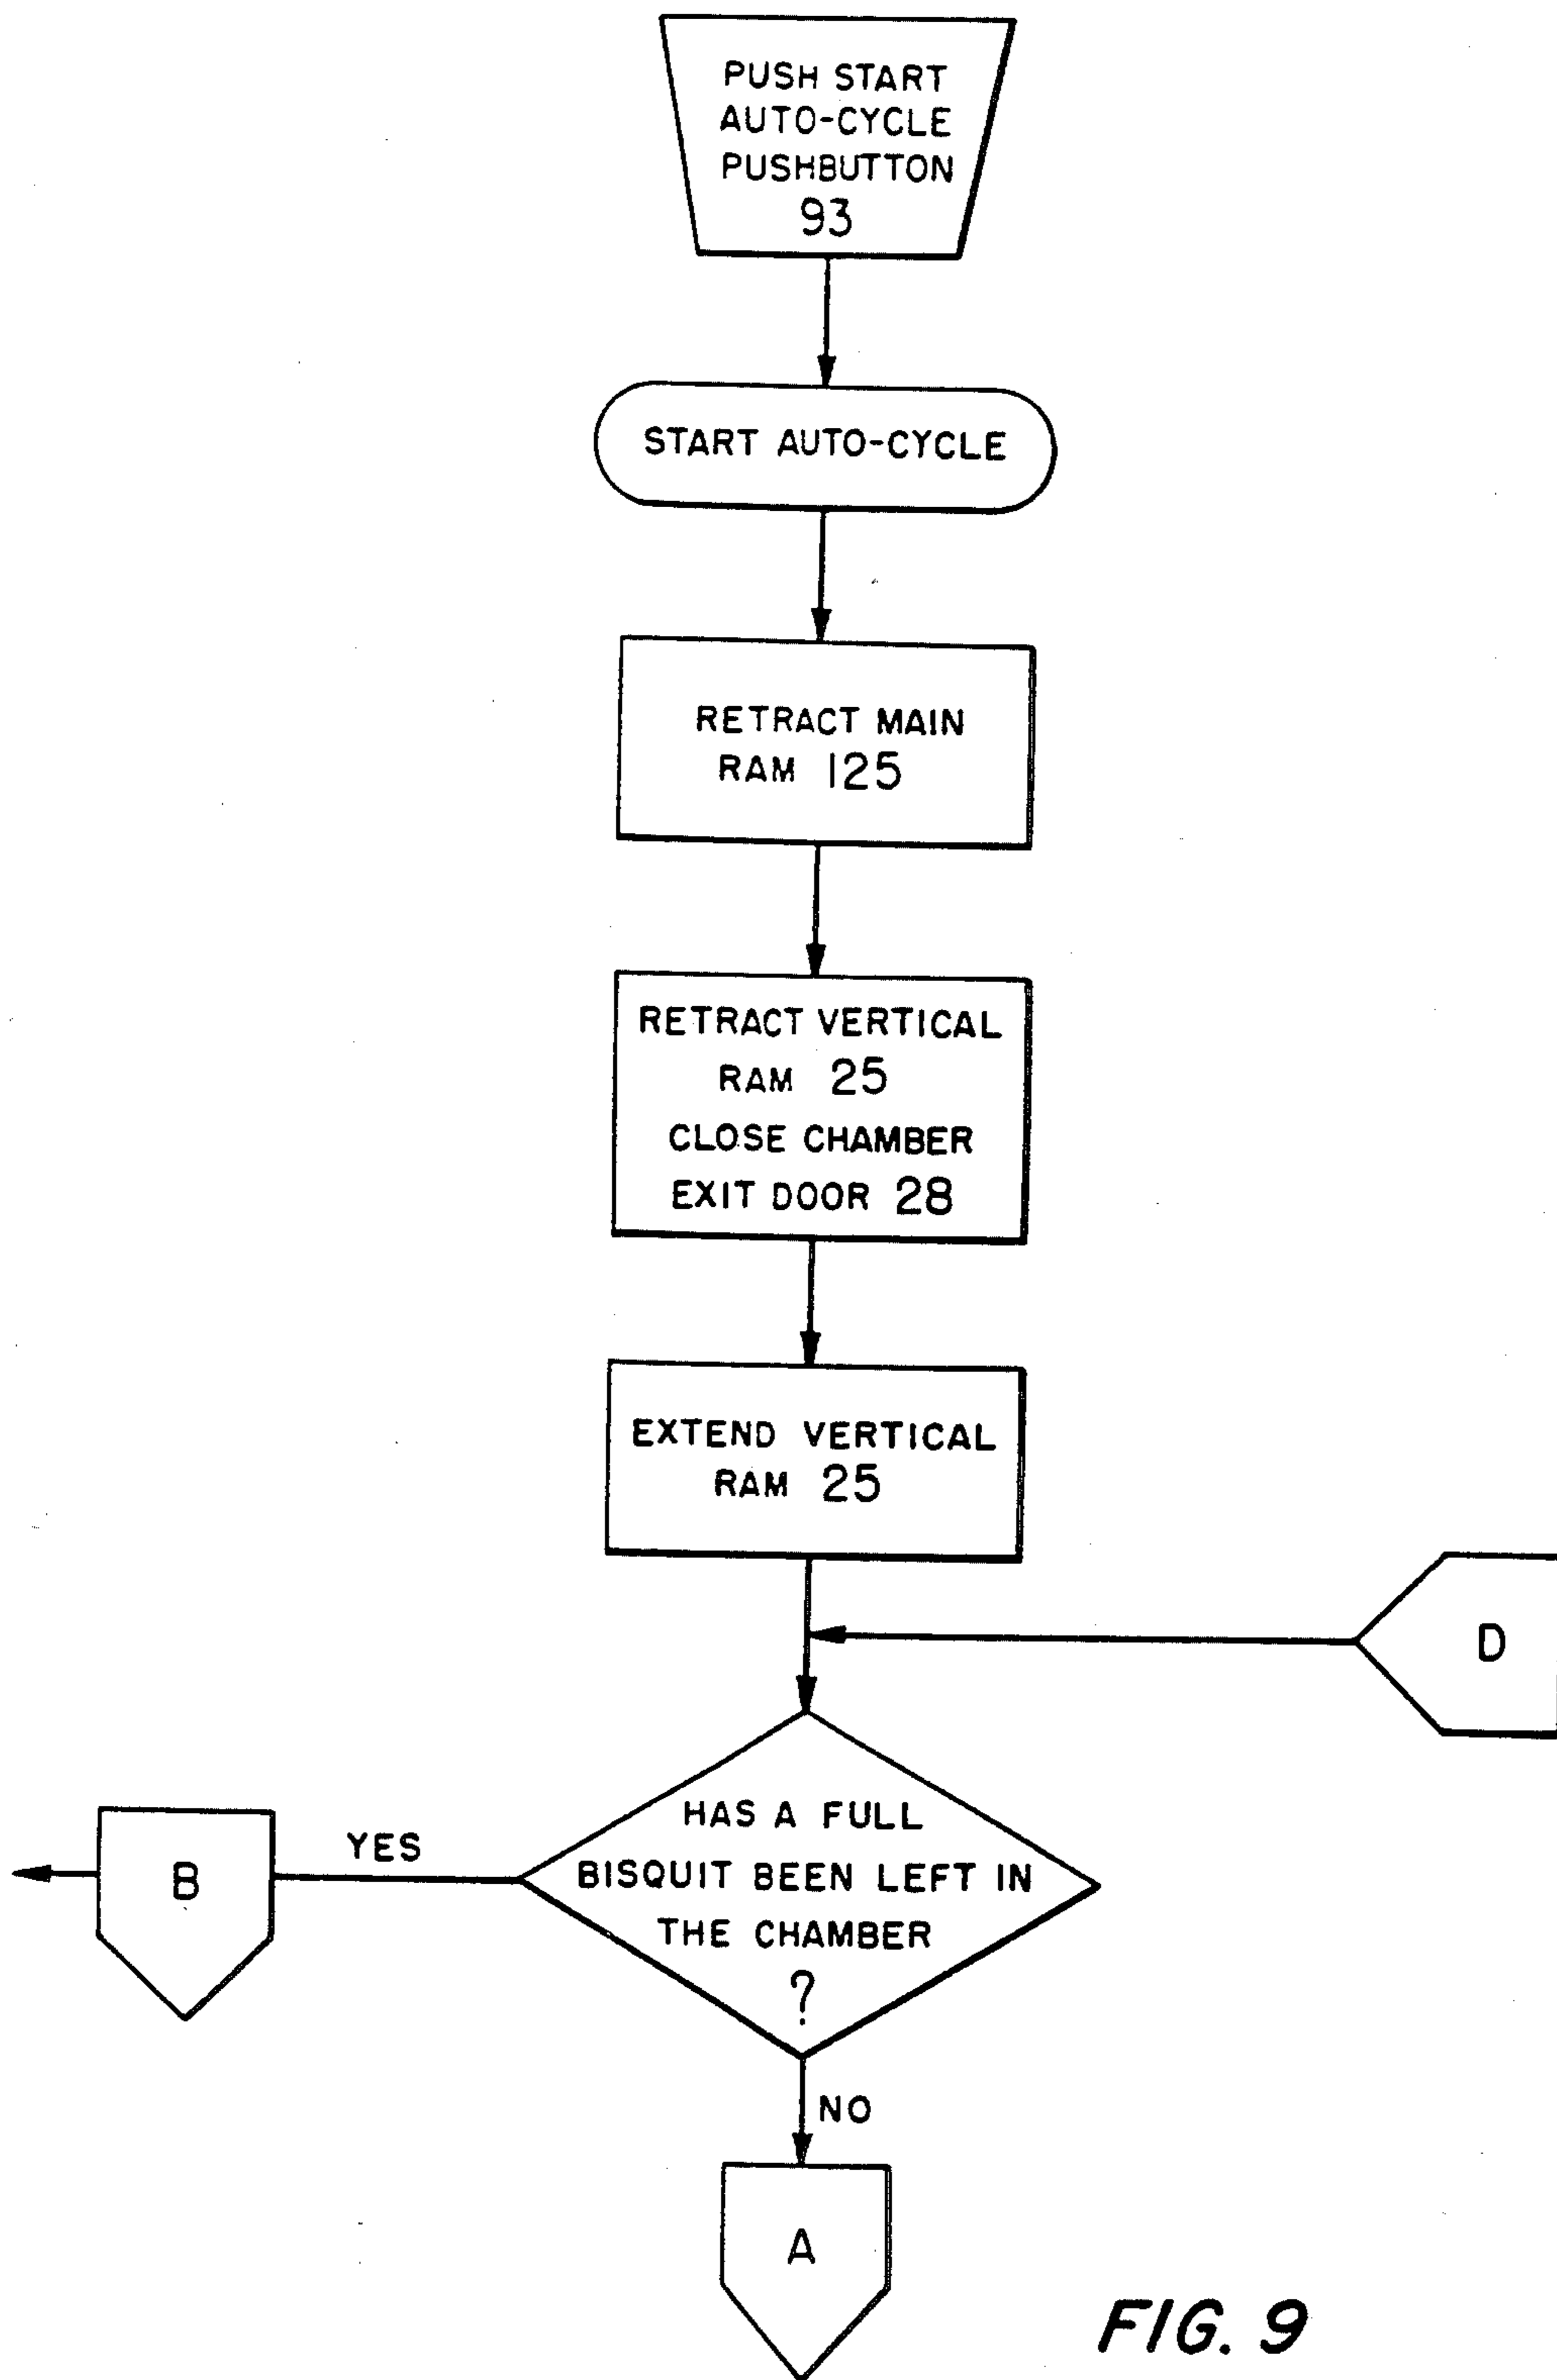 PUSH START
AUTO-CYCLE
PUSHBUTTON
93
START AUTO-CYCLE
RETRACT MAIN
RAM 125
RETRACT VERTICAL
RAM 25
CLOSE CHAMBER
EXIT DOOR 28
EXTEND VERTICAL
RAM 25
D
HAS A FULL
BISQUIT BEEN LEFT IN
THE CHAMBER
?
YES
B
NO
A
FIG. 9